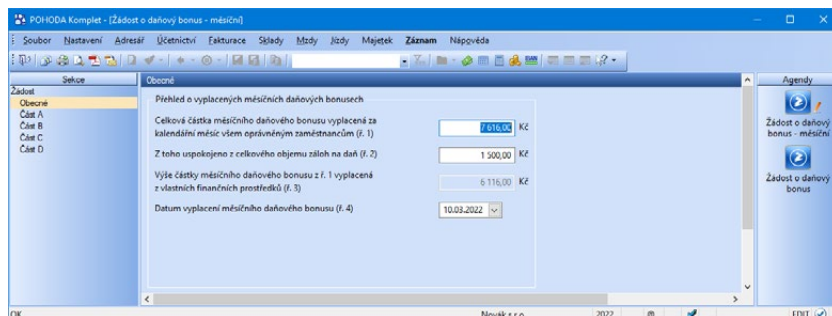 POHODA Komplet - [Žádost o daňový bonus - měsíční]
Soubor Nastavení Adresář Účetnictví Fakturace Sklady Mzdy Jízdy Majetek Záznam Nápověda
Sekce
Obecné
Agendy
Žádost
Obecné
Část A
Část B
Část C
Část D
Přehled o vyplacených měsíčních daňových bonusech
Celková částka měsíčního daňového bonusu vyplacená za
kalendářní měsíc všem oprávněným zaměstnancům (ř. 1)
7 616,00 Kč
Z toho uspokojeno z celkového objemu záloh na daň (ř. 2)
1 500,00 Kč
Výše částky měsíčního daňového bonusu z ř. 1 vyplacená
z vlastních finančních prostředků (ř. 3)
6 116,00 Kč
Datum vyplacení měsíčního daňového bonusu (ř. 4)
10.03.2022
Žádost o daňový
bonus - měsíční
Žádost o daňový
bonus
OK
Novák s.r.o.
2022
@
EDIT